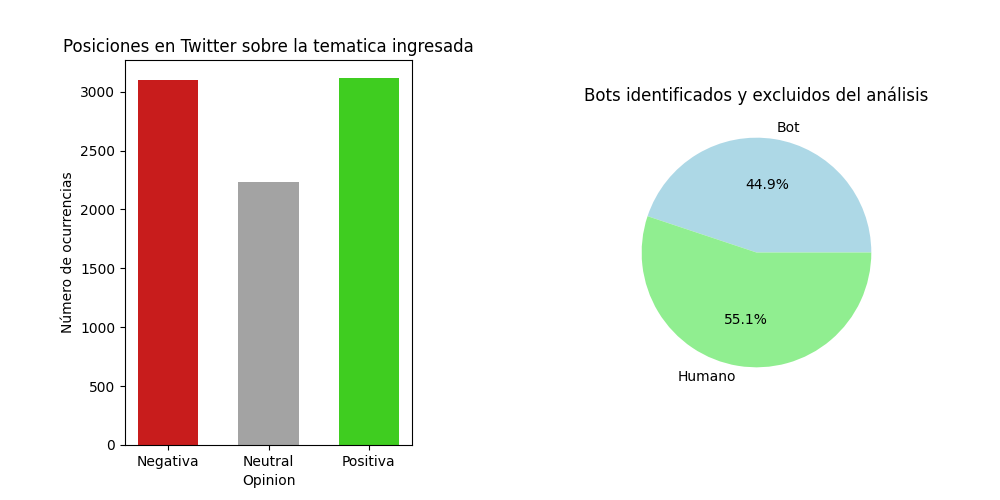 Posiciones en Twitter sobre la tematica ingresada
Número de ocurrencias
3000
2500
2000
1500
1000
500
0
Negativa
Neutral
Positiva
Opinion
Bots identificados y excluidos del análisis
Bot
44.9%
55.1%
Humano